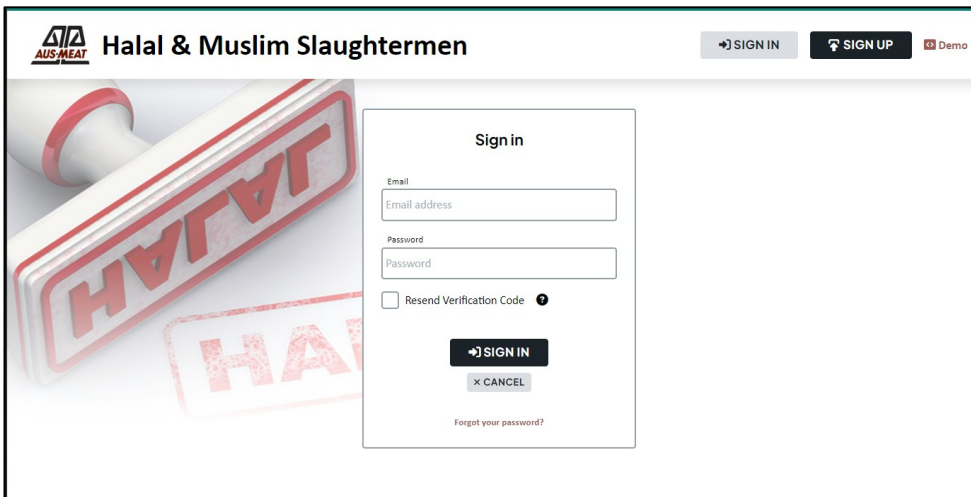 AUS-MEAT
Halal & Muslim Slaughtermen
SIGN IN
SIGN UP
Demo
HALAL
HAL
Sign in
Email
Email address
Password
Password
Resend Verification Code ?
SIGN IN
× CANCEL
Forgot your password?